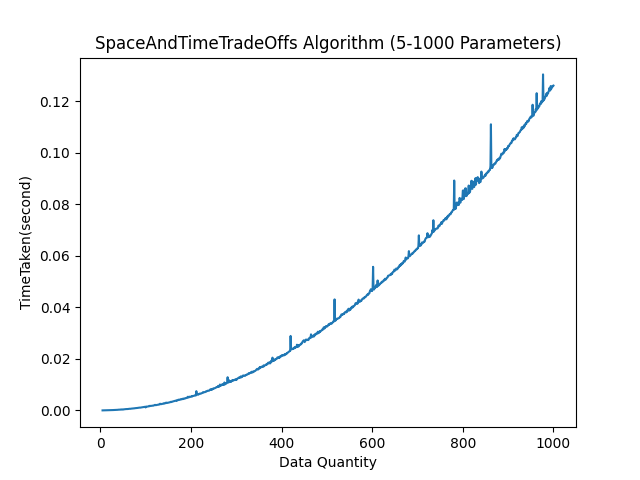 SpaceAndTimeTradeOffs Algorithm (5-1000 Parameters)
TimeTaken(second)
0.12
0.10
0.08
0.06
0.04
0.02
0.00
0 200 400 600 800 1000
Data Quantity